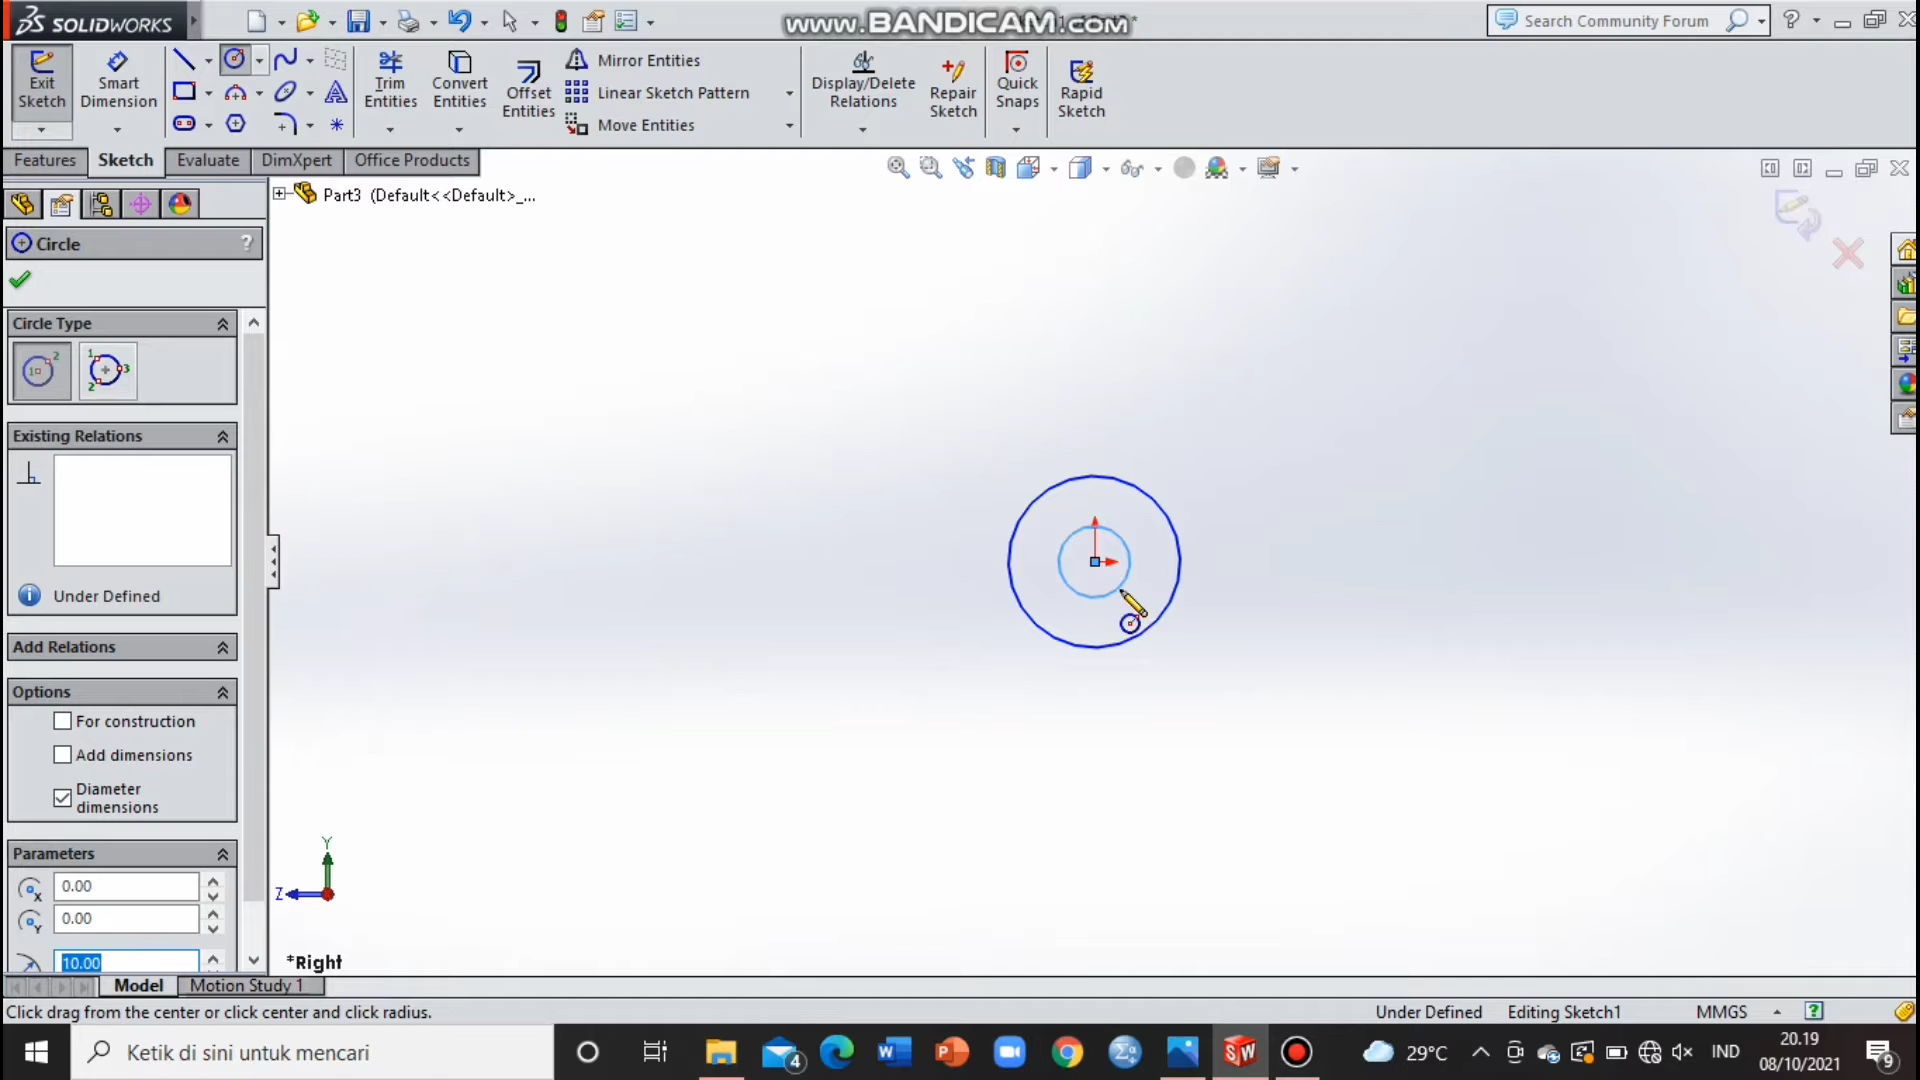 SOLIDWORKS
www.BANDICAM.com
Search Community Forum
Exit Sketch
Smart Dimension
Trim Entities
Convert Entities
Offset Entities
Mirror Entities
Linear Sketch Pattern
Move Entities
Display/Delete Relations
Repair Sketch
Quick Snaps
Rapid Sketch
Features
Sketch
Evaluate
DimXpert
Office Products
Part3 (Default<<Default>_...
Circle
?
Circle Type
Existing Relations
Under Defined
Add Relations
Options
For construction
Add dimensions
Diameter dimensions
Parameters
0.00
0.00
10.00
Y
Z
*Right
Model
Motion Study 1
Click drag from the center or click center and click radius.
Under Defined
Editing Sketch1
MMGS
Ketik di sini untuk mencari
4
29°C
IND
20.19
08/10/2021
9